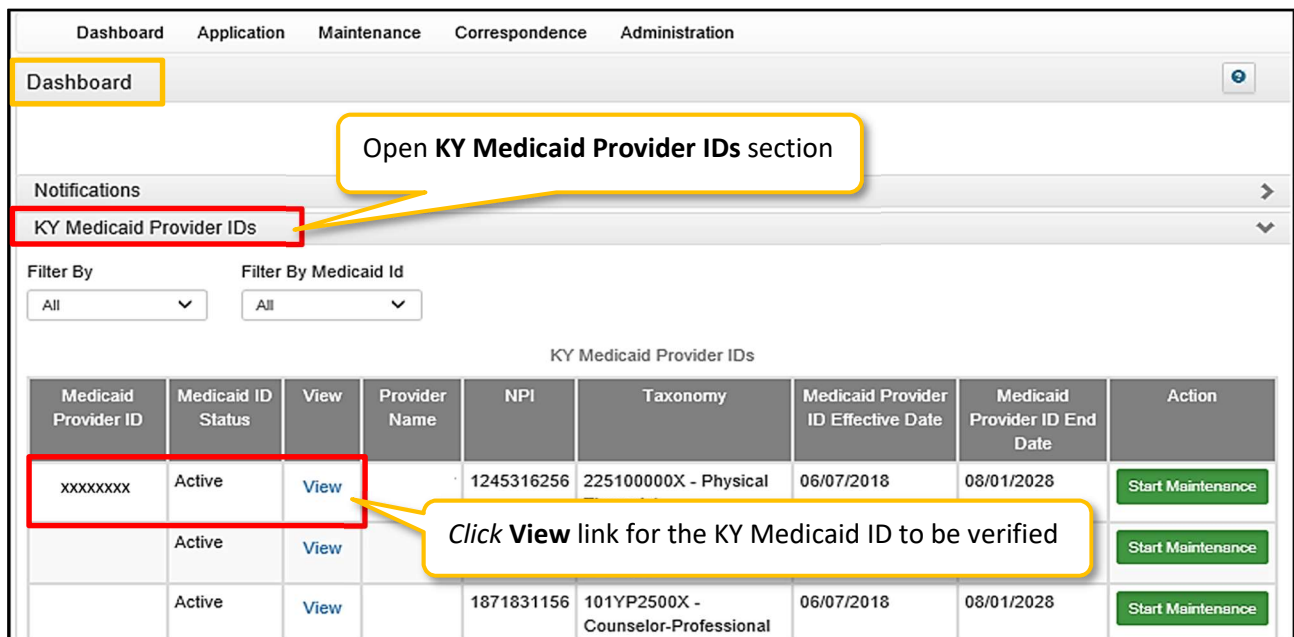 Dashboard Application Maintenance Correspondence Administration
Dashboard
Open KY Medicaid Provider IDs section
Notifications
KY Medicaid Provider IDs
Filter By Filter By Medicaid Id
All All
KY Medicaid Provider IDs
Medicaid Provider ID Medicaid ID Status View Provider Name NPI Taxonomy Medicaid Provider ID Effective Date Medicaid Provider ID End Date Action
xxxxxxxx Active View 1245316256 225100000X - Physical 06/07/2018 08/01/2028 Start Maintenance
Click View link for the KY Medicaid ID to be verified
Active View Start Maintenance
Active View 1871831156 101YP2500X - 06/07/2018 08/01/2028 Start Maintenance
Counselor-Professional